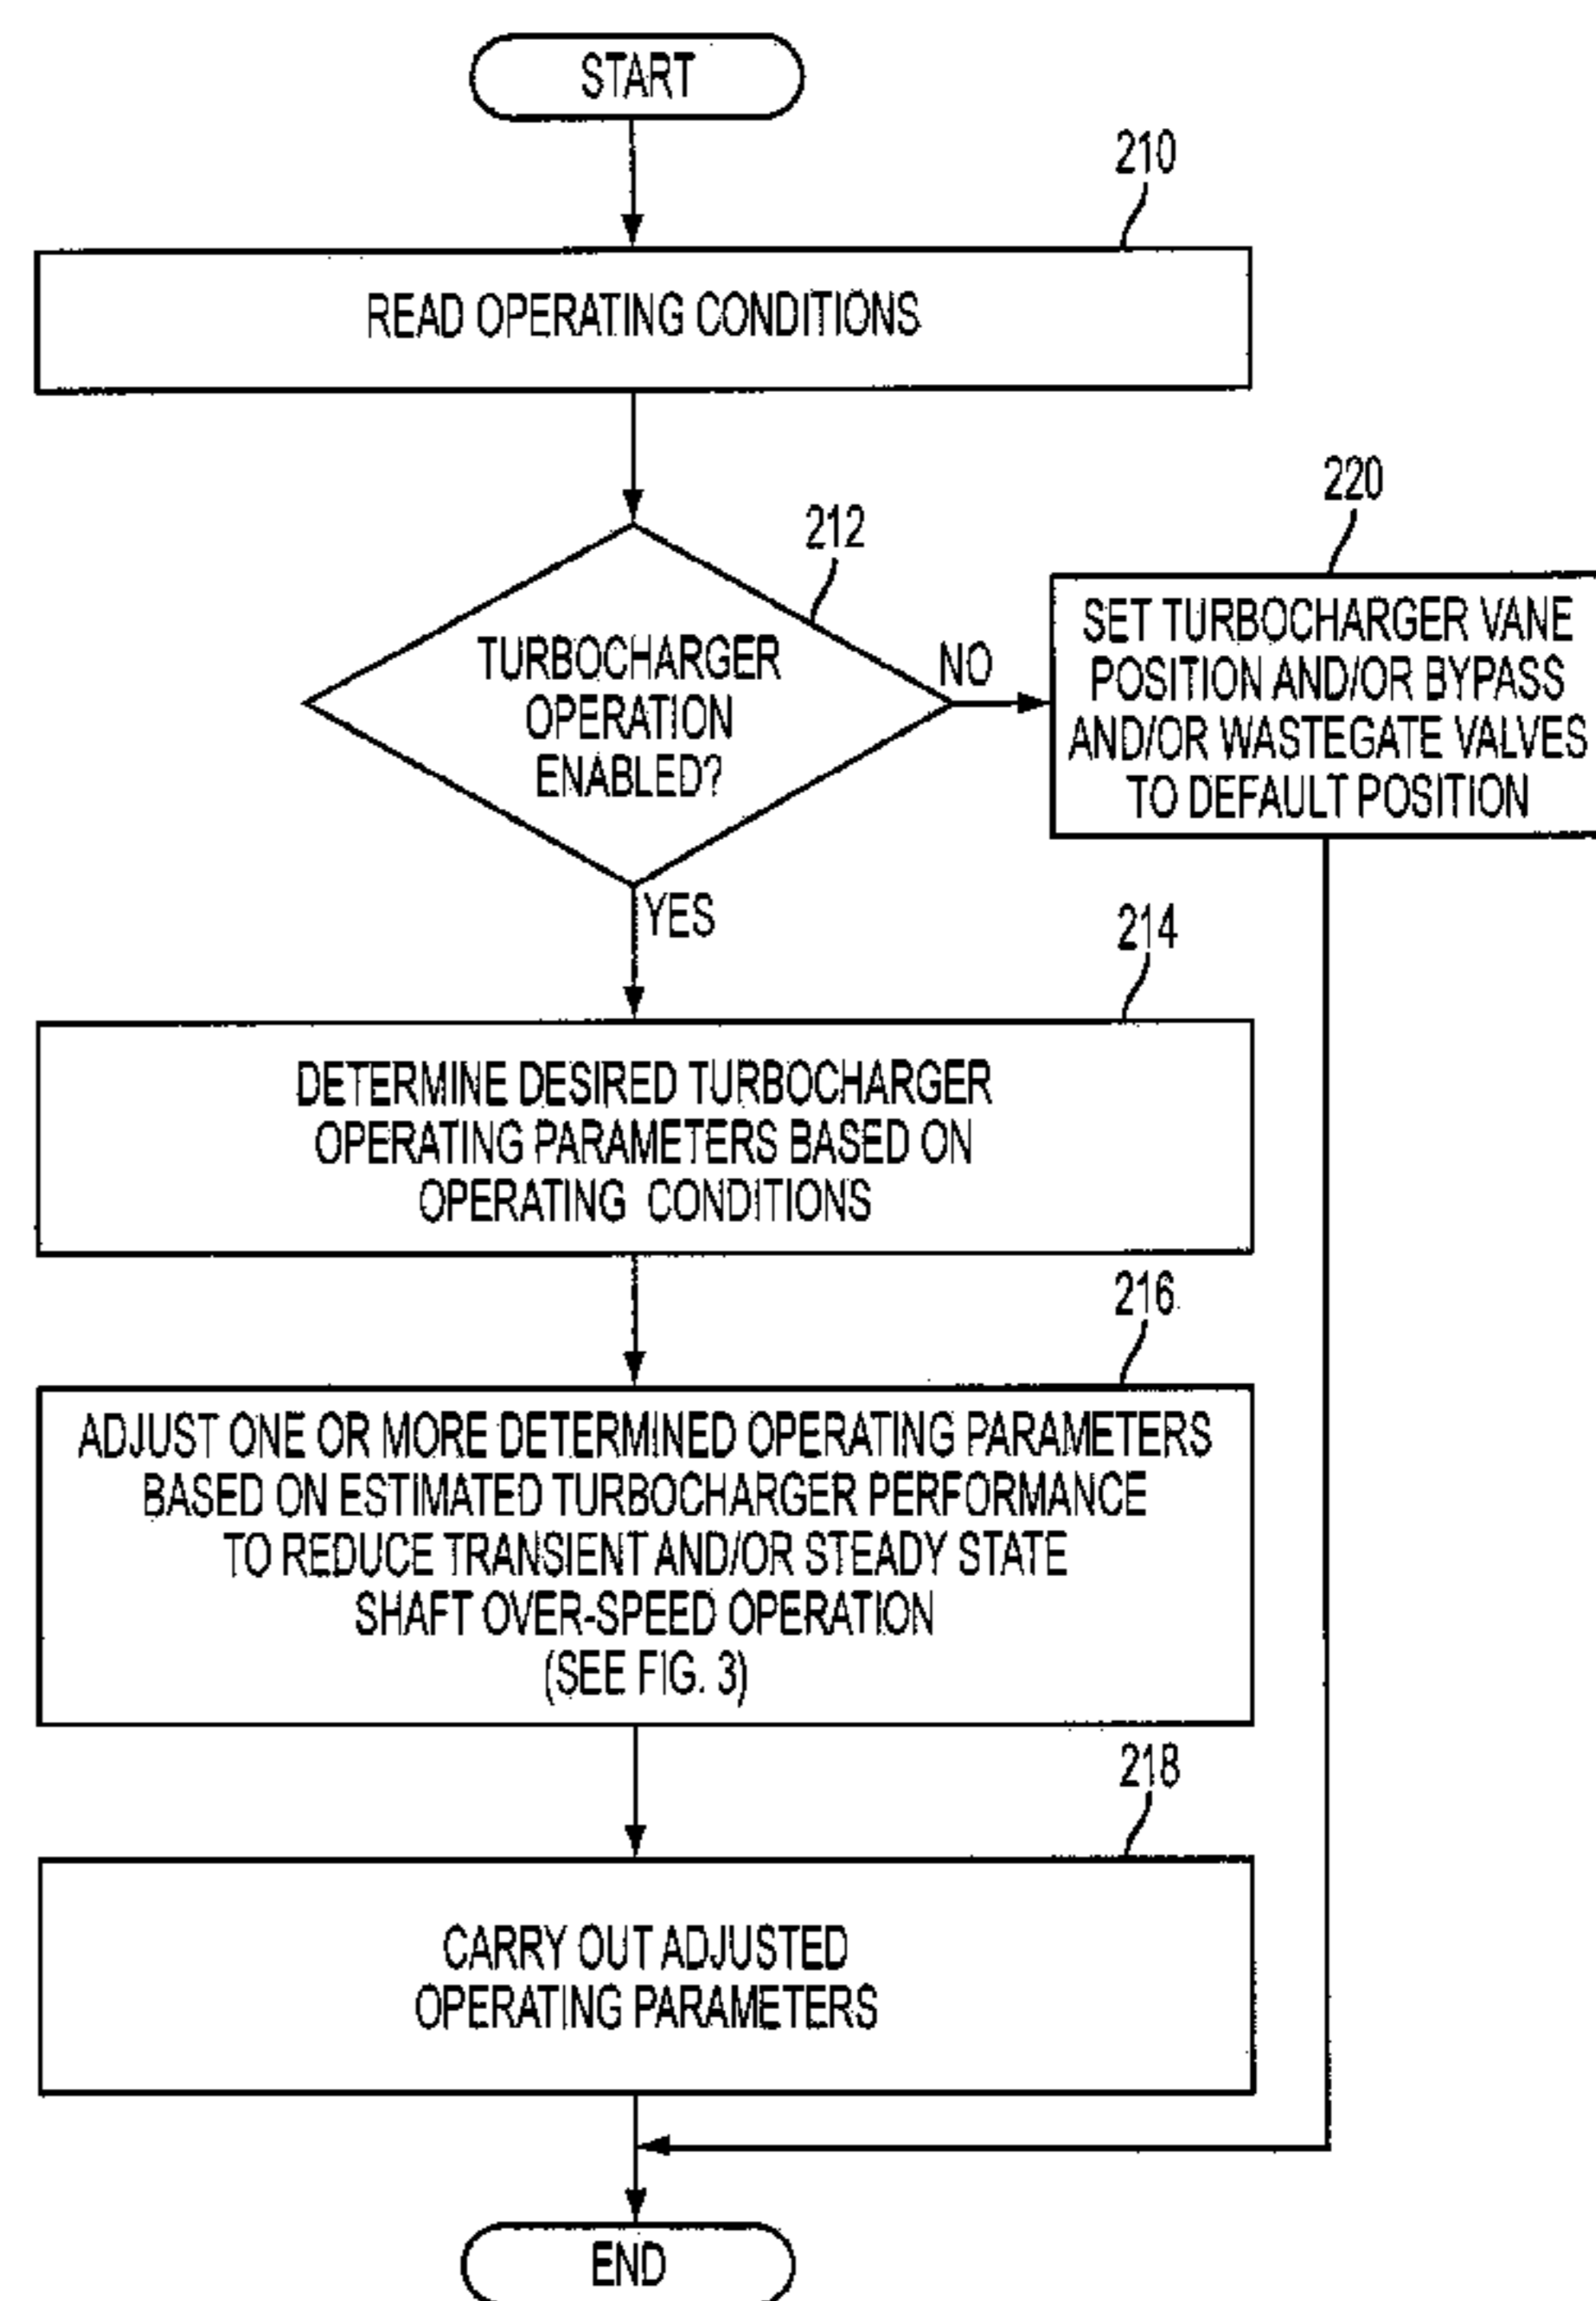 START
210
READ OPERATING CONDITIONS
212
TURBOCHARGER
OPERATION
ENABLED?
NO
220
SET TURBOCHARGER VANE
POSITION AND/OR BYPASS
AND/OR WASTEGATE VALVES
TO DEFAULT POSITION
YES
214
DETERMINE DESIRED TURBOCHARGER
OPERATING PARAMETERS BASED ON
OPERATING CONDITIONS
216
ADJUST ONE OR MORE DETERMINED OPERATING PARAMETERS
BASED ON ESTIMATED TURBOCHARGER PERFORMANCE
TO REDUCE TRANSIENT AND/OR STEADY STATE
SHAFT OVER-SPEED OPERATION
(SEE FIG. 3)
218
CARRY OUT ADJUSTED
OPERATING PARAMETERS
END